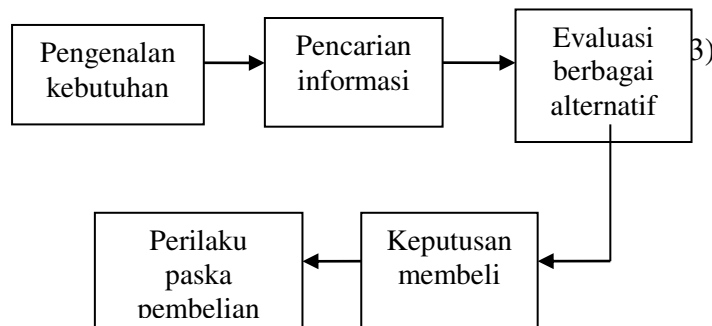 Pengenalan
kebutuhan
Pencarian
informasi
Evaluasi
berbagai
alternatif
3)
Keputusan
membeli
Perilaku
paska
pembelian